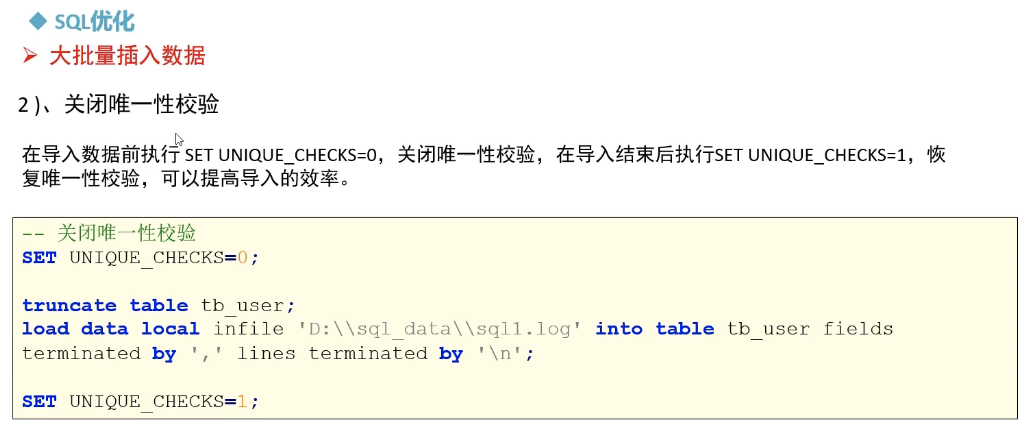 SQL优化
大批量插入数据
2)、关闭唯一性校验
在导入数据前执行 SET UNIQUE_CHECKS=0，关闭唯一性校验，在导入结束后执行SET UNIQUE_CHECKS=1，恢
复唯一性校验，可以提高导入的效率。
-- 关闭唯一性校验
SET UNIQUE_CHECKS=0;
truncate table tb_user;
load data local infile 'D:\\sql_data\\sql1.log' into table tb_user fields
terminated by ',' lines terminated by '\n';
SET UNIQUE_CHECKS=1;